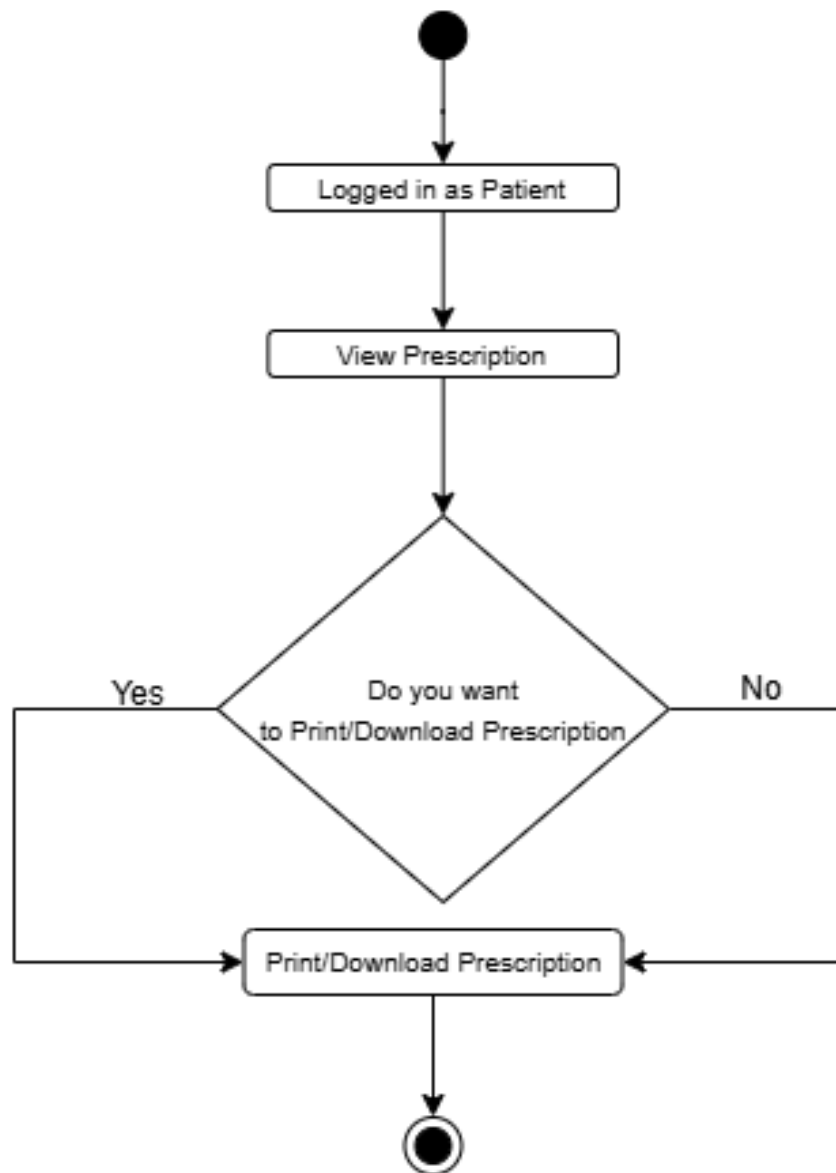 Logged in as Patient
View Prescription
Yes
No
Do you want
to Print/Download Prescription
Print/Download Prescription